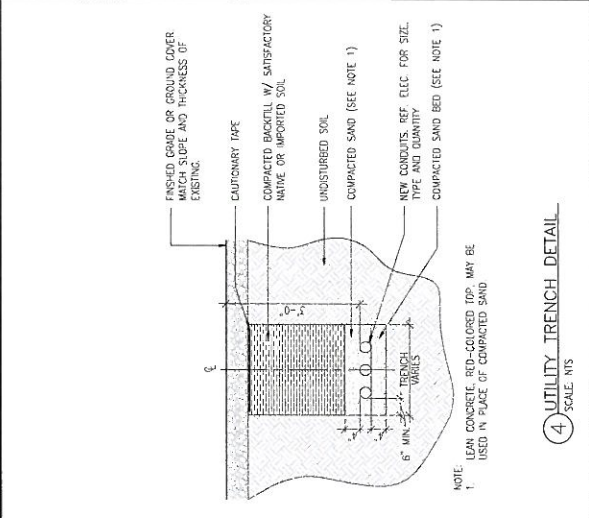 FINISHED GRADE OR GROUND COVER.
MATCH SLOPE AND THICKNESS OF
EXISTING.
CAUTIONARY TAPE
COMPACTED BACKFILL W/ SATISFACTORY
NATIVE OR IMPORTED SOIL
UNDISTURBED SOIL
COMPACTED SAND (SEE NOTE 1)
NEW CONDUITS, REF. ELEC FOR SIZE,
TYPE AND QUANTITY
COMPACTED SAND BED (SEE NOTE 1)
℄
3'-0"
4"
4"
6" MIN.
TRENCH
VARIES
NOTE:
1. LEAN CONCRETE, RED-COLORED TOP, MAY BE
USED IN PLACE OF COMPACTED SAND
4 UTILITY TRENCH DETAIL
SCALE: NTS